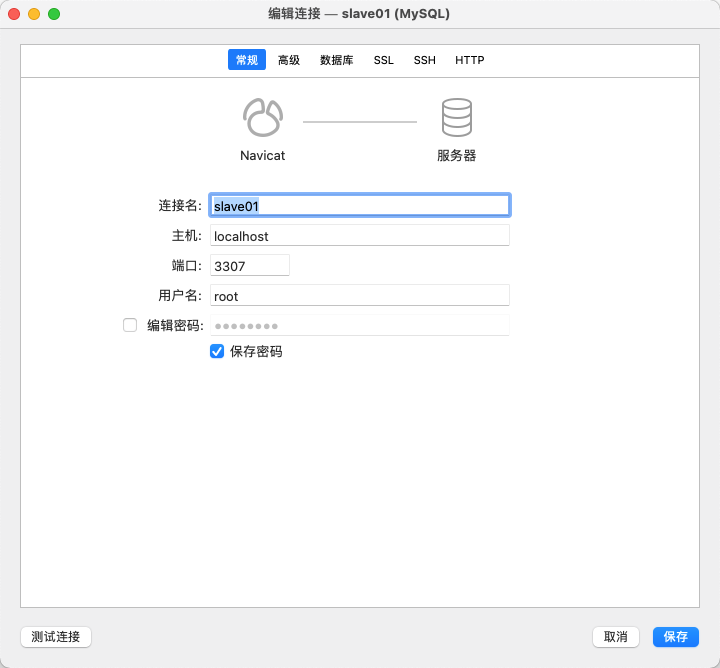 编辑连接 — slave01 (MySQL)
常规 高级 数据库 SSL SSH HTTP
Navicat 服务器
连接名: slave01
主机: localhost
端口: 3307
用户名: root
编辑密码: ●●●●●●●●
保存密码
测试连接 取消 保存